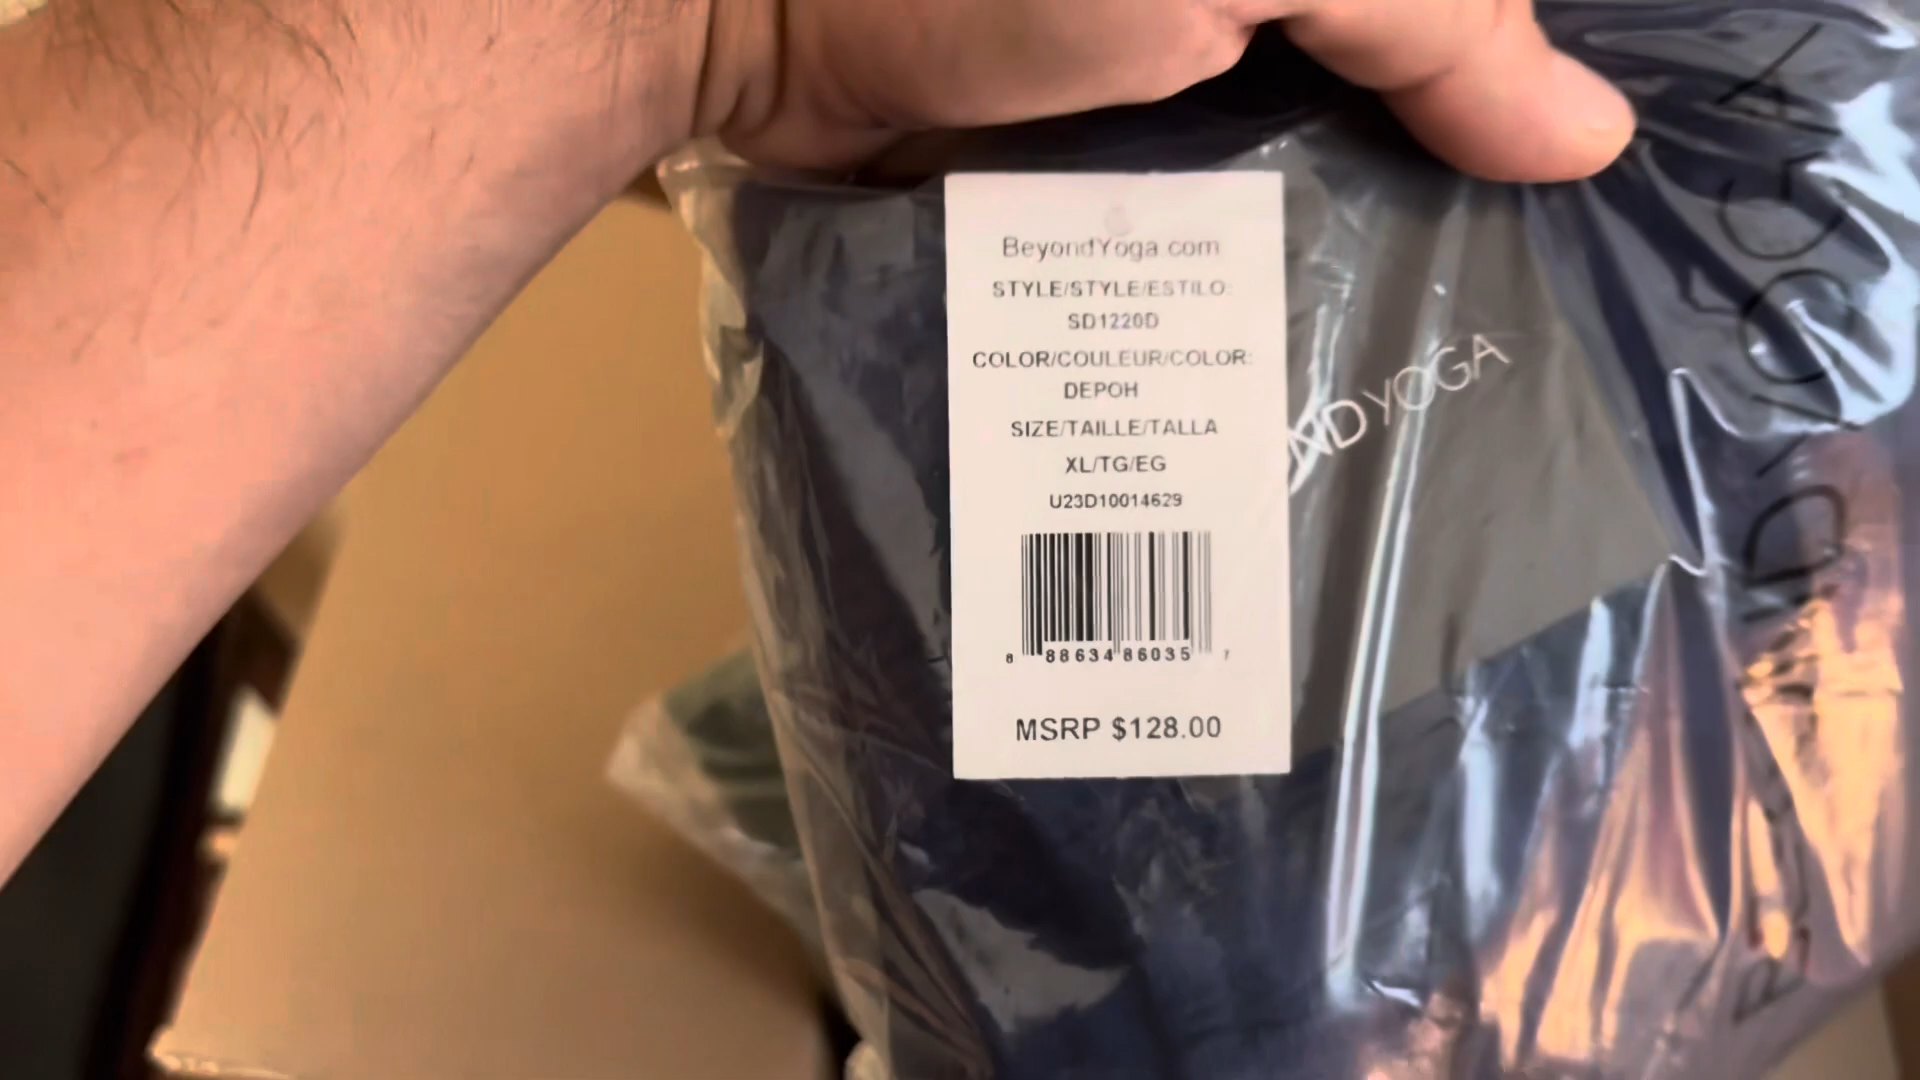 BeyondYoga.com
STYLE/STYLE/ESTILO:
SD1220D
COLOR/COULEUR/COLOR:
DEPOH
SIZE/TAILLE/TALLA
XL/TG/EG
U23D10014629
8 88634 86035 7
MSRP $128.00
YOGA
YOGA